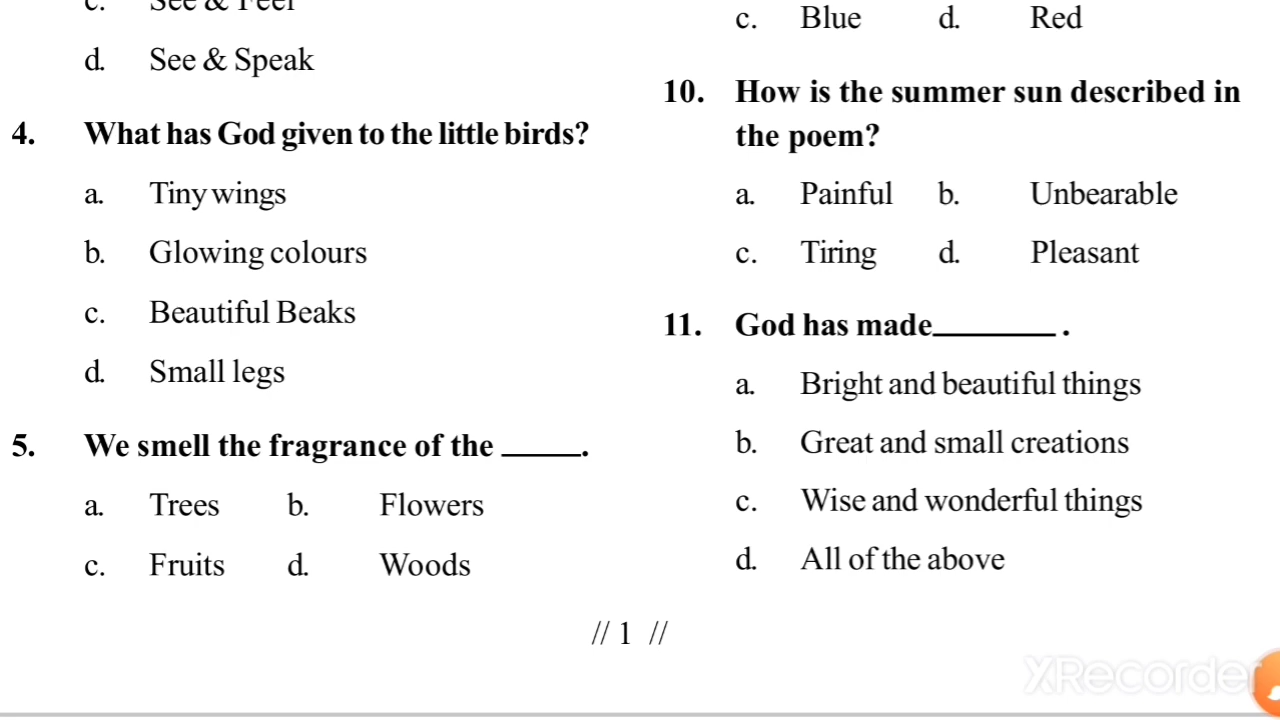 c. See & Feel
d. See & Speak
4. What has God given to the little birds?
a. Tiny wings
b. Glowing colours
c. Beautiful Beaks
d. Small legs
5. We smell the fragrance of the _____.
a. Trees b. Flowers
c. Fruits d. Woods
c. Blue d. Red
10. How is the summer sun described in
the poem?
a. Painful b. Unbearable
c. Tiring d. Pleasant
11. God has made________ .
a. Bright and beautiful things
b. Great and small creations
c. Wise and wonderful things
d. All of the above
// 1 //
XRecorder